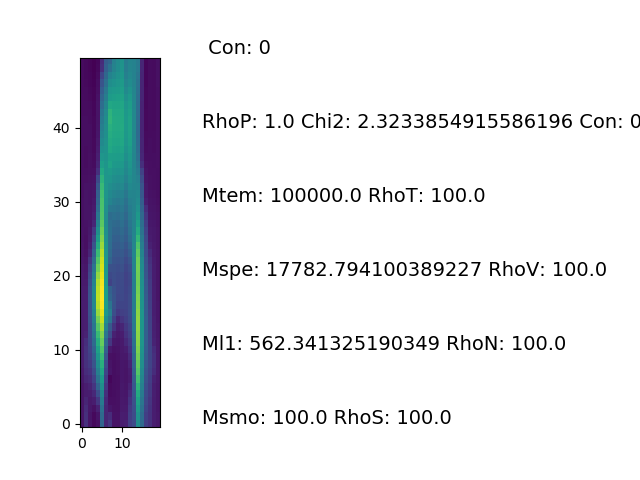 Con: 0
RhoP: 1.0 Chi2: 2.3233854915586196 Con: 0
Mtem: 100000.0 RhoT: 100.0
Mspe: 17782.794100389227 RhoV: 100.0
Ml1: 562.341325190349 RhoN: 100.0
Msmo: 100.0 RhoS: 100.0
40
30
20
10
0
0 10